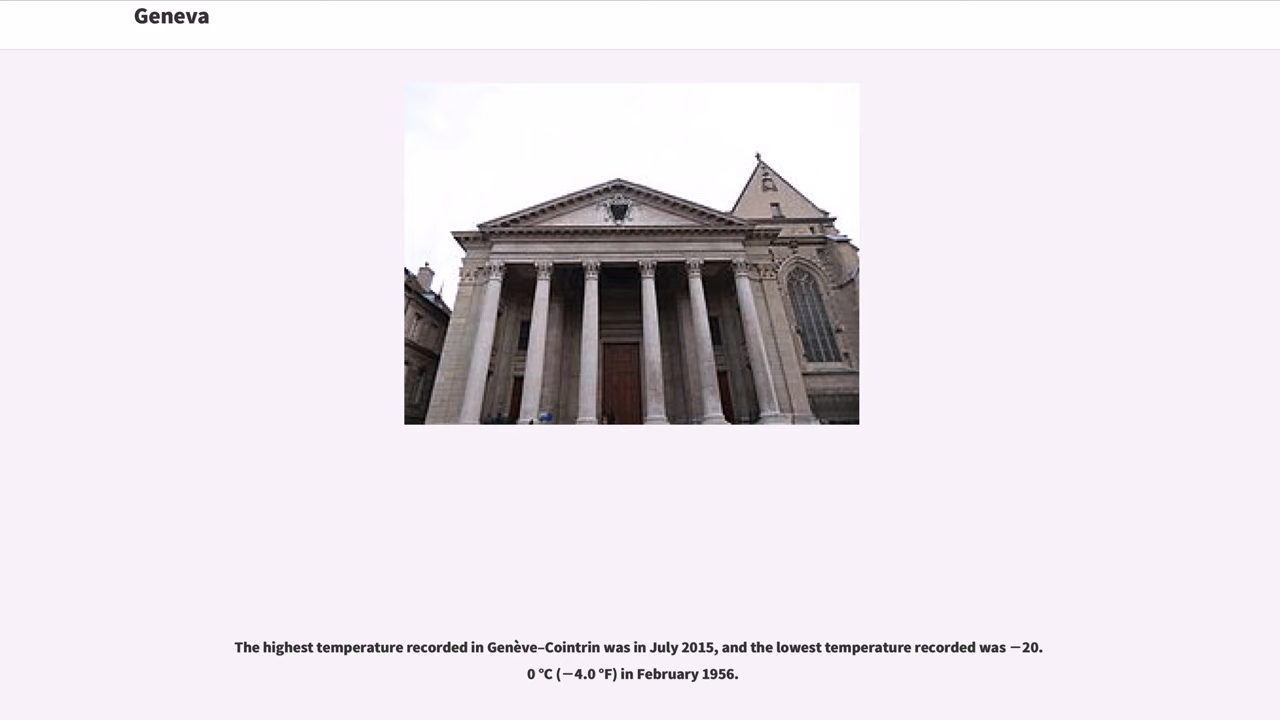 Geneva
The highest temperature recorded in Genève–Cointrin was in July 2015, and the lowest temperature recorded was −20.
0 °C (−4.0 °F) in February 1956.